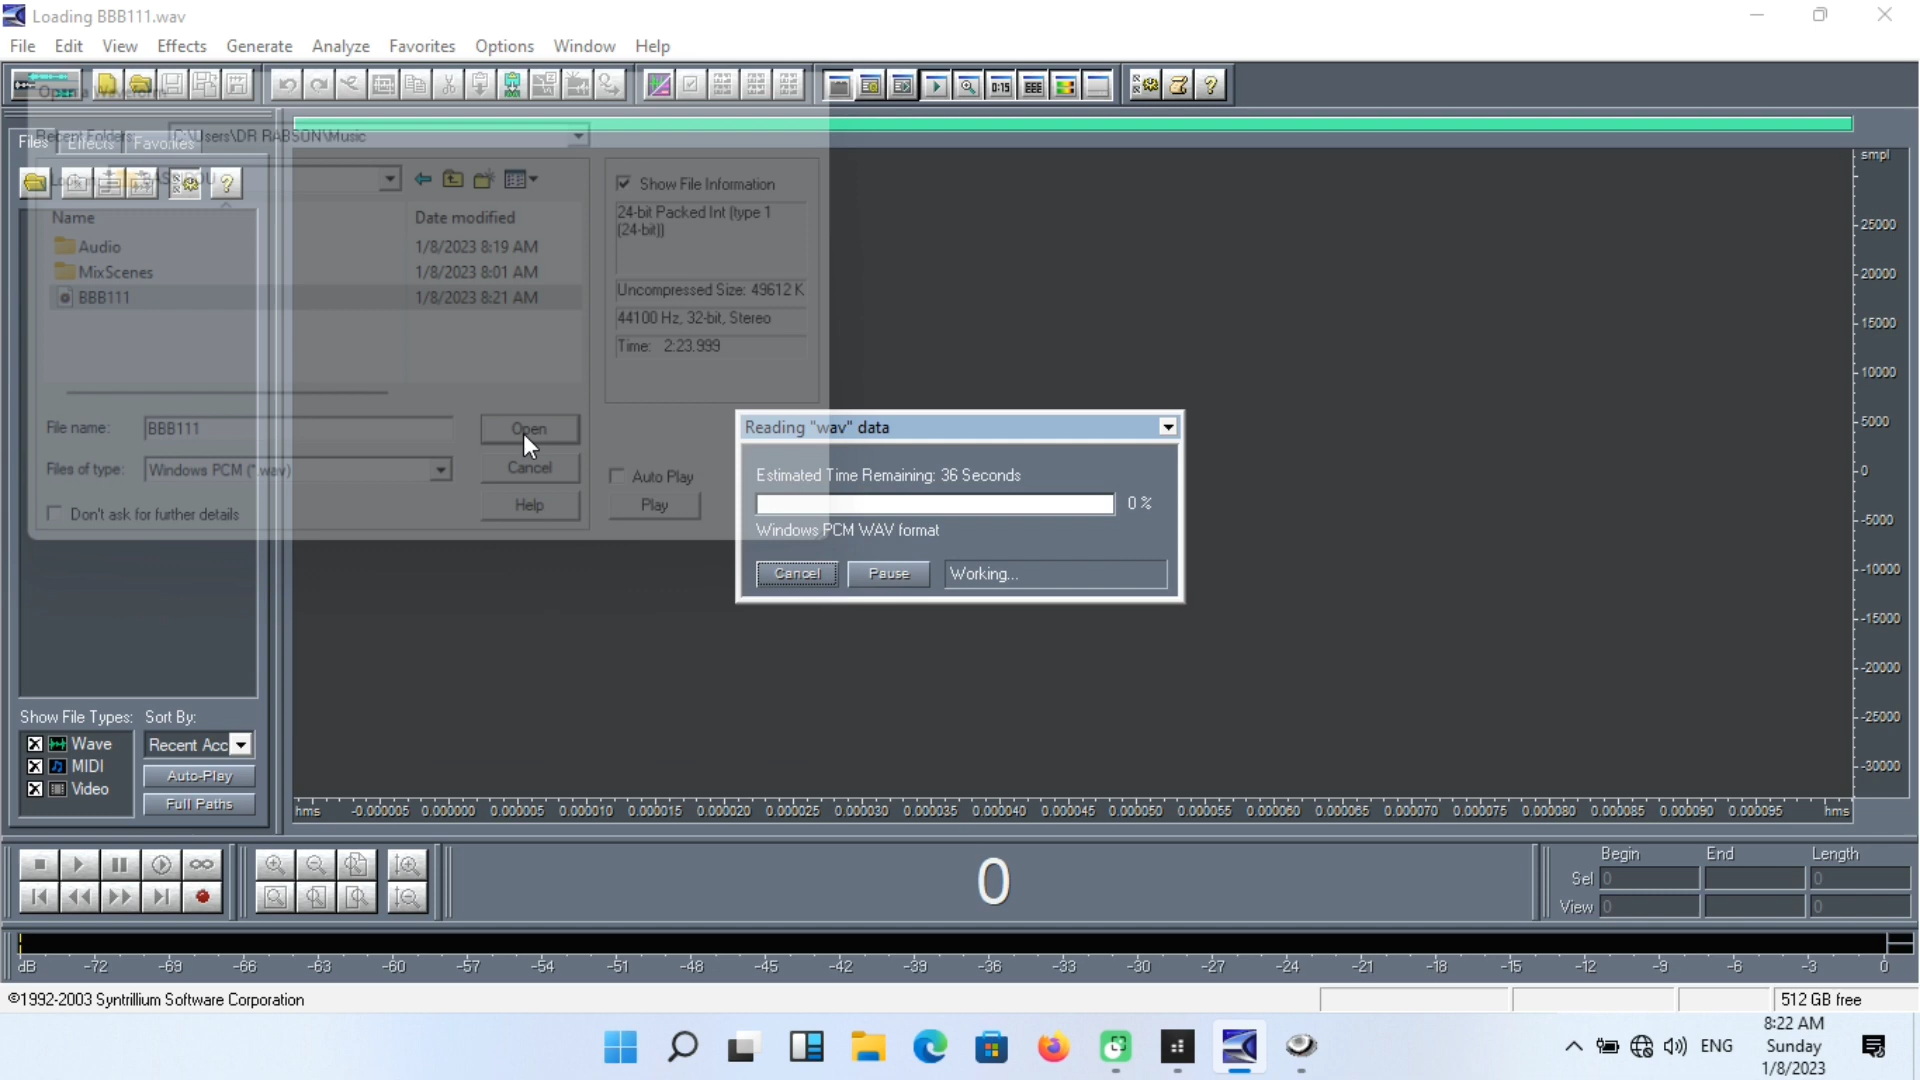 Loading BBB111.wav
File Edit View Effects Generate Analyze Favorites Options Window Help
Open a Waveform
Recent Folders: C:\Users\DR RABSON\Music
Files Effects Favorites
Show File Information
24-bit Packed Int (type 1
(24-bit))
Name Date modified
Audio 1/8/2023 8:19 AM
MixScenes 1/8/2023 8:01 AM
BBB111 1/8/2023 8:21 AM
Uncompressed Size: 49612 K
44100 Hz, 32-bit, Stereo
Time: 2:23.999
File name: BBB111 Open
Files of type: Windows PCM (*.wav) Cancel
Auto Play
Don't ask for further details Help Play
Reading "wav" data
Estimated Time Remaining: 36 Seconds
0 %
Windows PCM WAV format
Cancel Pause Working...
smpl
25000
20000
15000
10000
5000
0
-5000
-10000
-15000
-20000
-25000
-30000
Show File Types: Sort By:
Wave Recent Acc
MIDI Auto-Play
Video Full Paths
hms -0.000005 0.000000 0.000005 0.000010 0.000015 0.000020 0.000025 0.000030 0.000035 0.000040 0.000045 0.000050 0.000055 0.000060 0.000065 0.000070 0.000075 0.000080 0.000085 0.000090 0.000095 hms
0
Begin End Length
Sel 0 0
View 0 0
dB -72 -69 -66 -63 -60 -57 -54 -51 -48 -45 -42 -39 -36 -33 -30 -27 -24 -21 -18 -15 -12 -9 -6 -3 0
©1992-2003 Syntrillium Software Corporation
512 GB free
ENG
8:22 AM
Sunday
1/8/2023